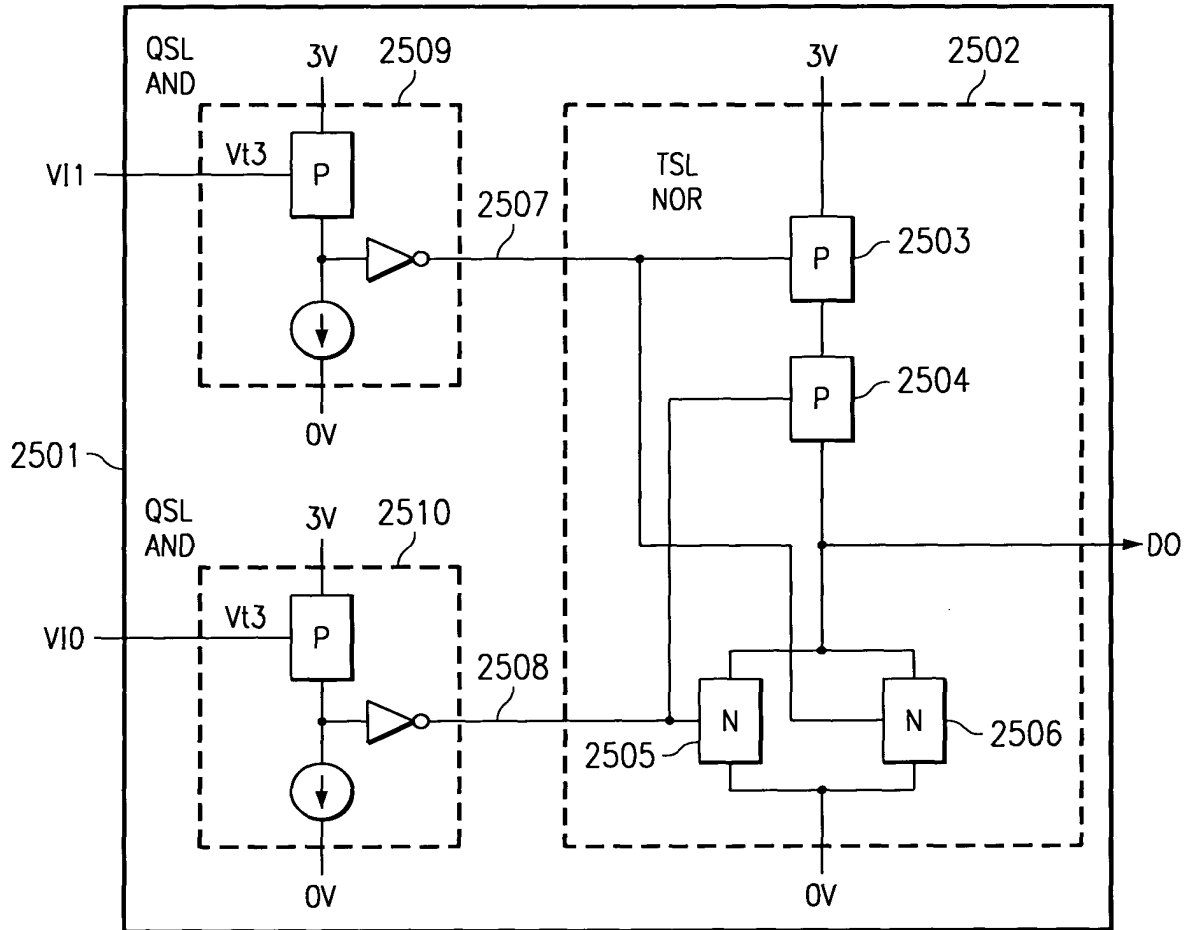 QSL
AND
3V
2509
Vt3
VI1
P
2507
0V
2501
QSL
AND
3V
2510
Vt3
VI0
P
2508
0V
3V
2502
TSL
NOR
P
2503
P
2504
DO
N
2505
N
2506
0V